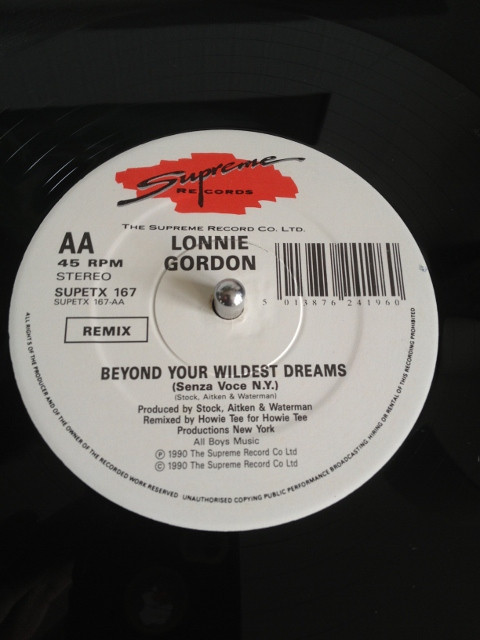 Supreme
RECORDS
THE SUPREME RECORD CO. LTD.
AA
45 RPM
STEREO
SUPETX 167
SUPETX 167-AA
LONNIE
GORDON
5 013876 241960
REMIX
BEYOND YOUR WILDEST DREAMS
(Senza Voce N.Y.)
(Stock, Aitken & Waterman)
Produced by Stock, Aitken & Waterman
Remixed by Howie Tee for Howie Tee
Productions New York
All Boys Music
℗ 1990 The Supreme Record Co Ltd
© 1990 The Supreme Record Co Ltd
ALL RIGHTS OF THE PRODUCER AND OF THE OWNER OF THE RECORDED WORK RESERVED UNAUTHORISED COPYING PUBLIC PERFORMANCE BROADCASTING HIRING OR RENTAL OF THIS RECORDING PROHIBITED